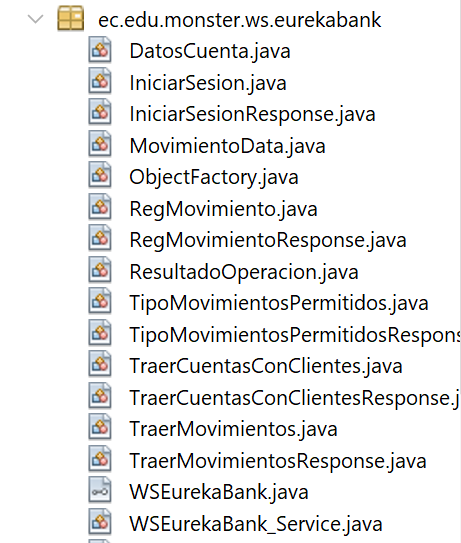 ec.edu.monster.ws.eurekabank
DatosCuenta.java
IniciarSesion.java
IniciarSesionResponse.java
MovimientoData.java
ObjectFactory.java
RegMovimiento.java
RegMovimientoResponse.java
ResultadoOperacion.java
TipoMovimientosPermitidos.java
TipoMovimientosPermitidosRespons
TraerCuentasConClientes.java
TraerCuentasConClientesResponse.j
TraerMovimientos.java
TraerMovimientosResponse.java
WSEurekaBank.java
WSEurekaBank_Service.java